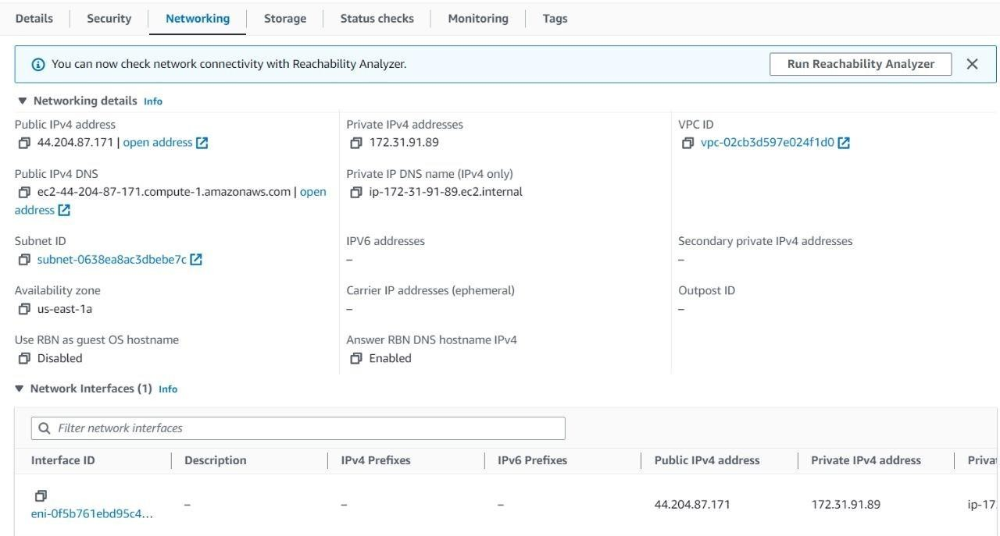 Details Security Networking Storage Status checks Monitoring Tags
You can now check network connectivity with Reachability Analyzer. Run Reachability Analyzer
Networking details Info
Public IPv4 address
44.204.87.171 | open address
Private IPv4 addresses
172.31.91.89
VPC ID
vpc-02cb3d597e024f1d0
Public IPv4 DNS
ec2-44-204-87-171.compute-1.amazonaws.com | open
address
Private IP DNS name (IPv4 only)
ip-172-31-91-89.ec2.internal
Subnet ID
subnet-0638ea8ac3dbebe7c
IPV6 addresses
–
Secondary private IPv4 addresses
–
Availability zone
us-east-1a
Carrier IP addresses (ephemeral)
–
Outpost ID
–
Use RBN as guest OS hostname
Disabled
Answer RBN DNS hostname IPv4
Enabled
Network Interfaces (1) Info
Filter network interfaces
Interface ID Description IPv4 Prefixes IPv6 Prefixes Public IPv4 address Private IPv4 address Priva
eni-0f5b761ebd95c4... – – – 44.204.87.171 172.31.91.89 ip-17